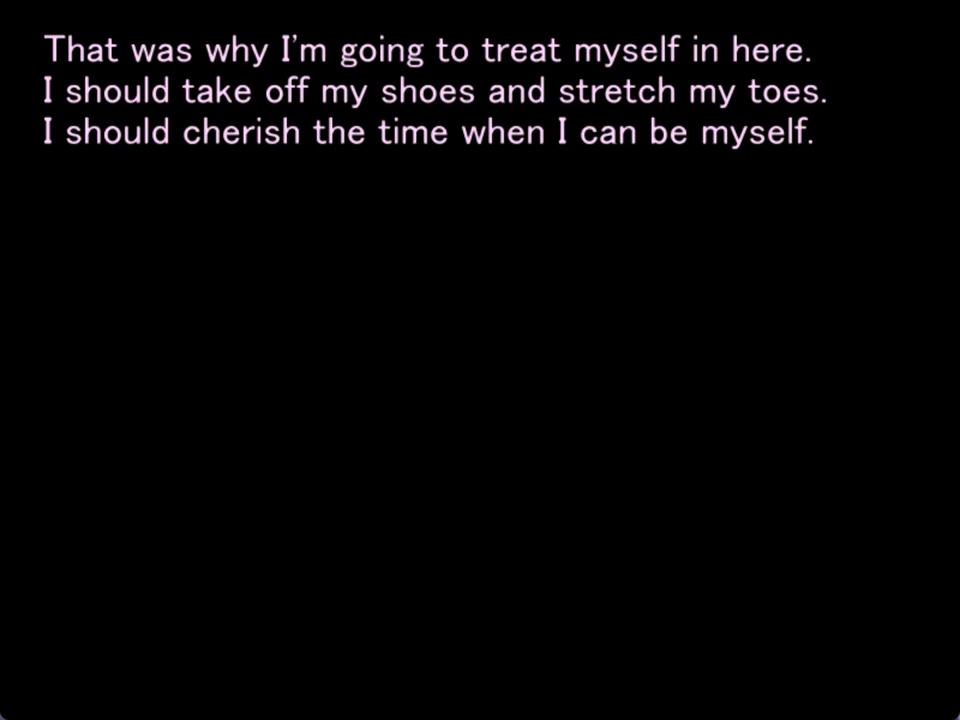 That was why I'm going to treat myself in here.
I should take off my shoes and stretch my toes.
I should cherish the time when I can be myself.